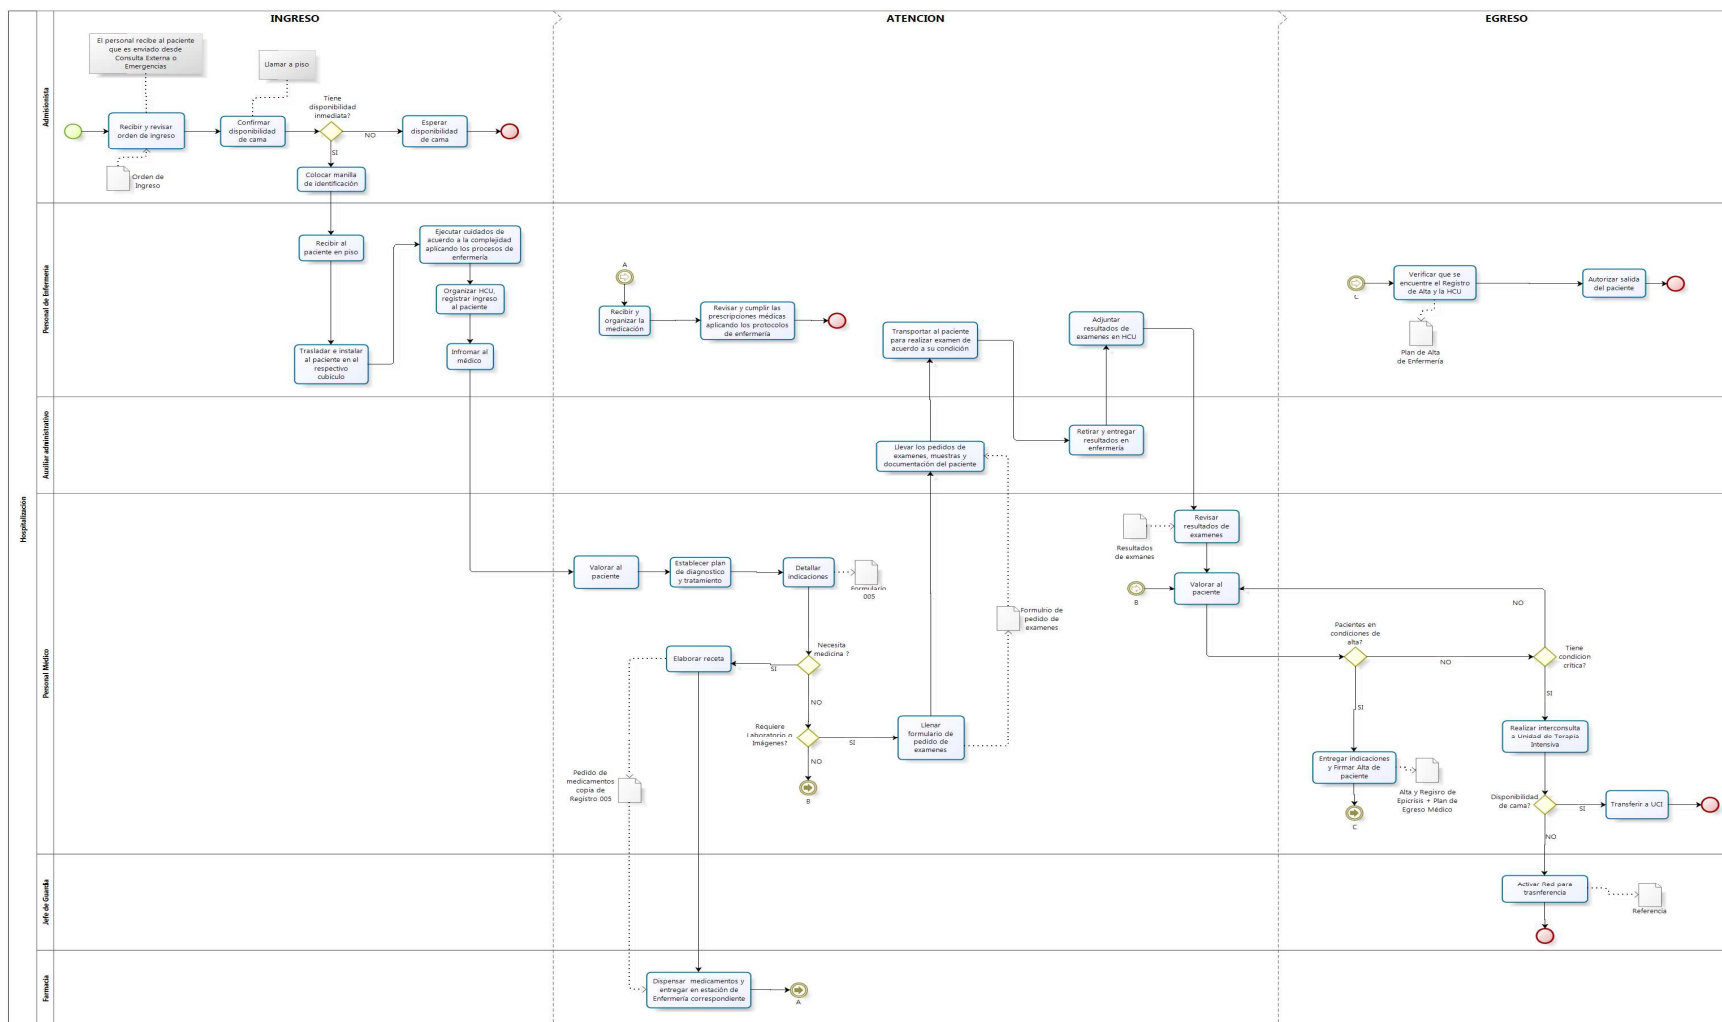 INGRESO
ATENCION
EGRESO
Hospitalización
Admisionista
El personal recibe al paciente
que es enviado desde
Consulta Externa o
Emergencias
Llamar a piso
Tiene
disponibilidad
inmediata?
Recibir y revisar
orden de ingreso
Confirmar
disponibilidad
de cama
NO
Esperar
disponibilidad
de cama
SI
Orden de
Ingreso
Colocar manilla
de identificación
Personal de Enfermería
Recibir al
paciente en piso
Ejecutar cuidados de
acuerdo a la complejidad
aplicando los procesos de
enfermería
Organizar HCU,
registrar ingreso
al paciente
Trasladar e instalar
al paciente en el
respectivo
cubículo
Infromar al
médico
A
Recibir y
organizar la
medicación
Revisar y cumplir las
prescripciones médicas
aplicando los protocolos
de enfermería
Transportar al paciente
para realizar examen de
acuerdo a su condición
Adjuntar
resultados de
examenes en HCU
C
Verificar que se
encuentre el Registro
de Alta y la HCU
Autorizar salida
del paciente
Plan de Alta
de Enfermería
Auxiliar administrativo
Llevar los pedidos de
examenes, muestras y
documentación del paciente
Retirar y entregar
resultados en
enfermería
Personal Médico
Valorar al
paciente
Establecer plan
de diagnostico
y tratamiento
Detallar
indicaciones
Formulario
005
Resultados
de exmanes
Revisar
resultados de
examenes
B
Valorar al
paciente
NO
Formulrio de
pedido de
examenes
Necesita
medicina ?
Elaborar receta
SI
NO
Requiere
Laboratorio o
Imágenes?
SI
Llenar
formulario de
pedido de
examenes
NO
B
Pedido de
medicamentos
copia de
Registro 005
Pacientes en
condiciones de
alta?
NO
Tiene
condicion
crítica?
SI
SI
Entregar indicaciones
y Firmar Alta de
paciente
Alta y Regisro de
Epicrisis + Plan de
Egreso Médico
C
Realizar interconsulta
a Unidad de Terapia
Intensiva
Disponibilidad
de cama?
SI
Transferir a UCI
NO
Jefe de Guardia
Activar Red para
trasnferencia
Referencia
Farmacia
Dispensar medicamentos y
entregar en estación de
Enfermería correspondiente
A